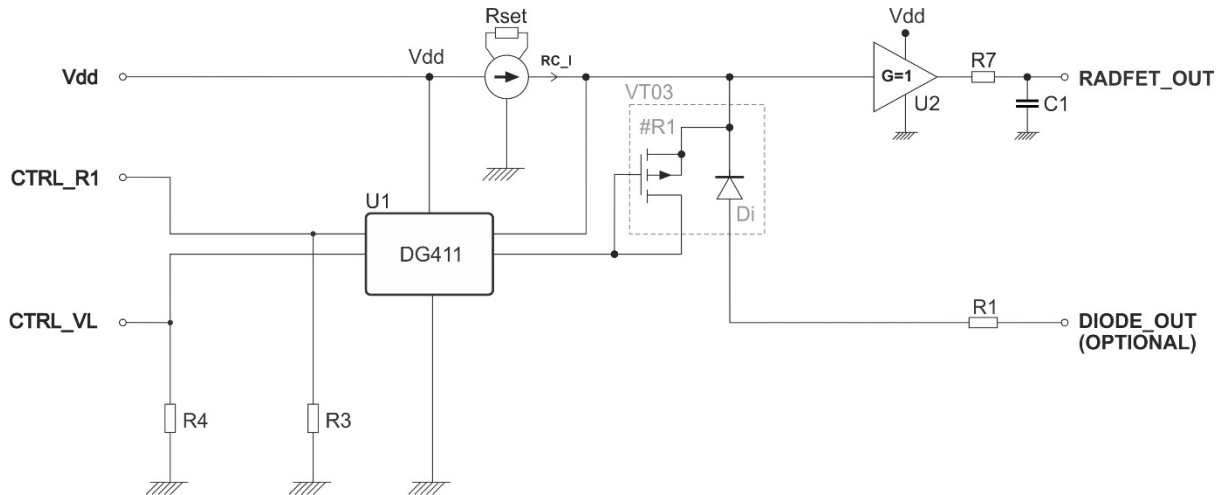 Rset
Vdd
Vdd
Vdd
RC_I
G=1
U2
R7
RADFET_OUT
C1
VT03
#R1
Di
CTRL_R1
U1
DG411
CTRL_VL
R1
DIODE_OUT
(OPTIONAL)
R4
R3